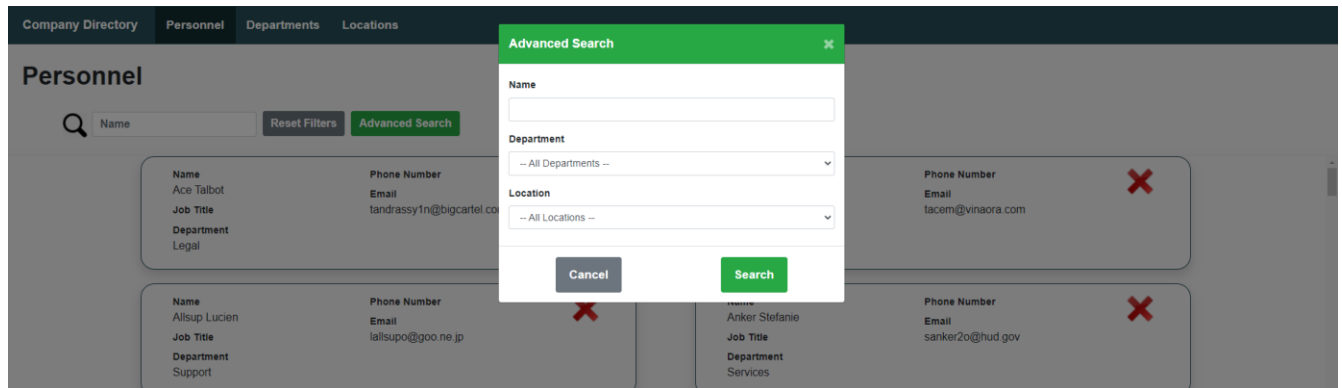 Company Directory Personnel Departments Locations
Personnel
Name Reset Filters Advanced Search
Advanced Search ×
Name
Department
-- All Departments --
Location
-- All Locations --
Cancel Search
Name
Ace Talbot
Job Title
Department
Legal
Phone Number
Email
tandrassy1n@bigcartel.co
Phone Number
Email
tacem@vinaora.com
Name
Allsup Lucien
Job Title
Department
Support
Phone Number
Email
lallsupo@goo.ne.jp
Name
Anker Stefanie
Job Title
Department
Services
Phone Number
Email
sanker2o@hud.gov